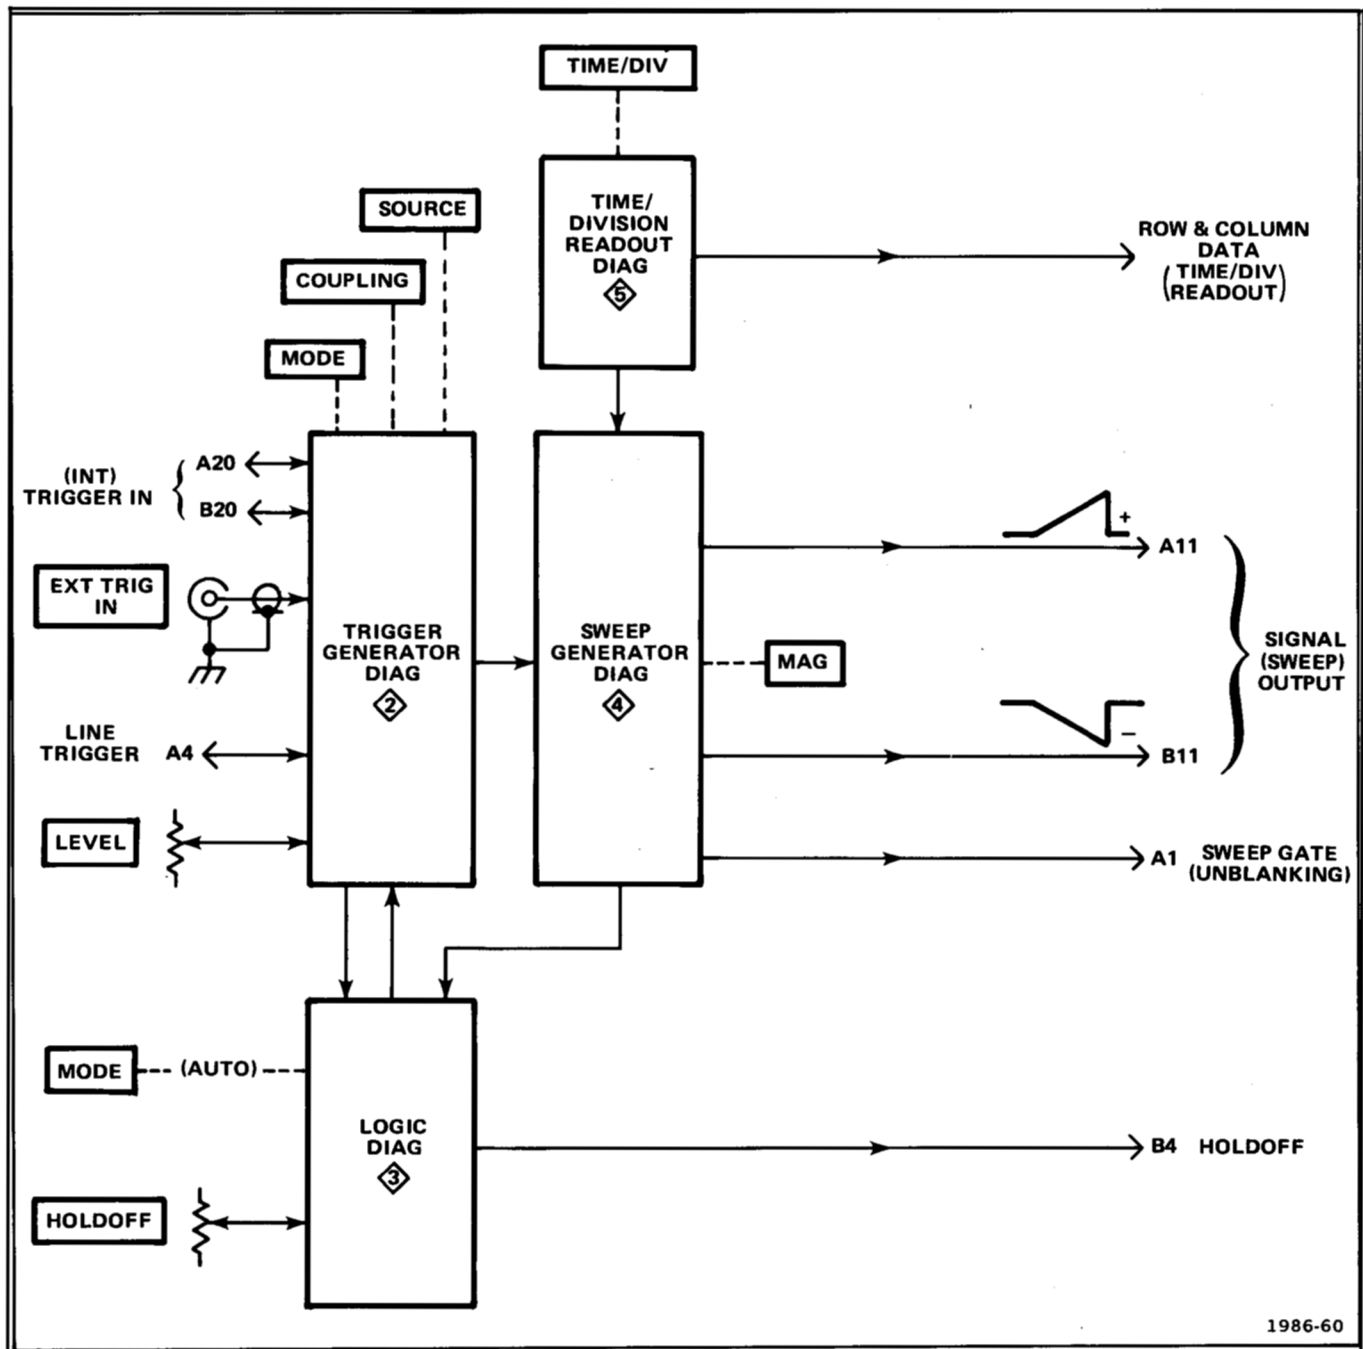 TIME/DIV
TIME/
DIVISION
READOUT
DIAG
5
ROW & COLUMN
DATA
(TIME/DIV
READOUT)
SOURCE
COUPLING
MODE
(INT)
TRIGGER IN
A20
B20
EXT TRIG
IN
LINE
TRIGGER
A4
LEVEL
TRIGGER
GENERATOR
DIAG
2
SWEEP
GENERATOR
DIAG
4
MAG
+
A11
–
B11
SIGNAL
(SWEEP)
OUTPUT
A1
SWEEP GATE
(UNBLANKING)
MODE
(AUTO)
HOLDOFF
LOGIC
DIAG
3
B4 HOLDOFF
1986-60